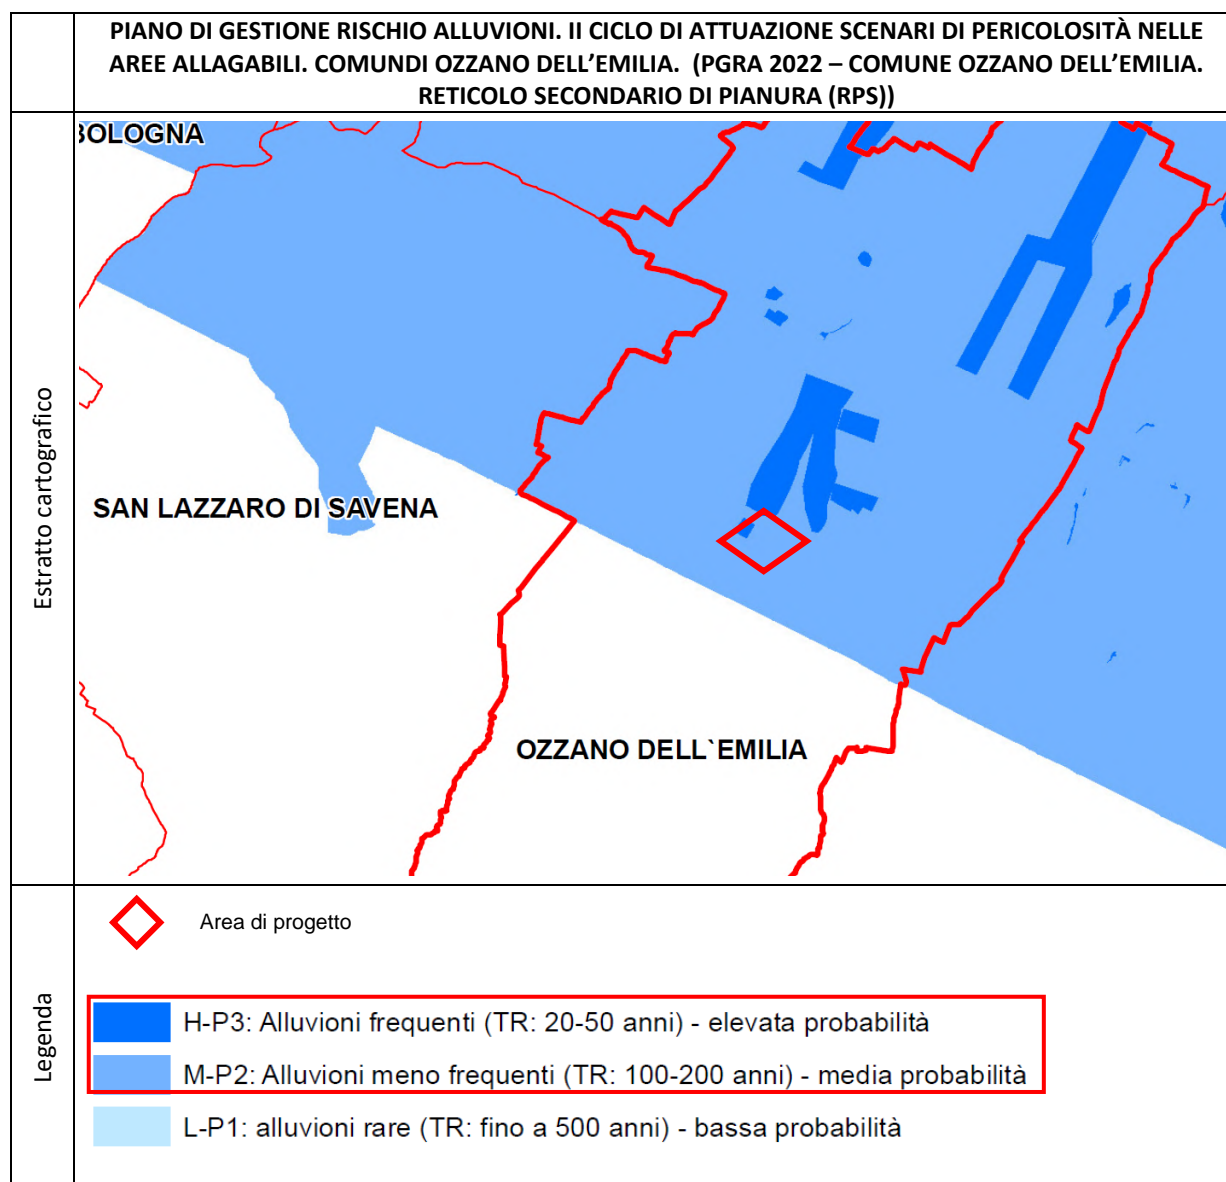 PIANO DI GESTIONE RISCHIO ALLUVIONI. II CICLO DI ATTUAZIONE SCENARI DI PERICOLOSITÀ NELLE
AREE ALLAGABILI. COMUNDI OZZANO DELL’EMILIA. (PGRA 2022 – COMUNE OZZANO DELL’EMILIA.
RETICOLO SECONDARIO DI PIANURA (RPS))
Estratto cartografico
BOLOGNA
SAN LAZZARO DI SAVENA
OZZANO DELL`EMILIA
Legenda
Area di progetto
H-P3: Alluvioni frequenti (TR: 20-50 anni) - elevata probabilità
M-P2: Alluvioni meno frequenti (TR: 100-200 anni) - media probabilità
L-P1: alluvioni rare (TR: fino a 500 anni) - bassa probabilità